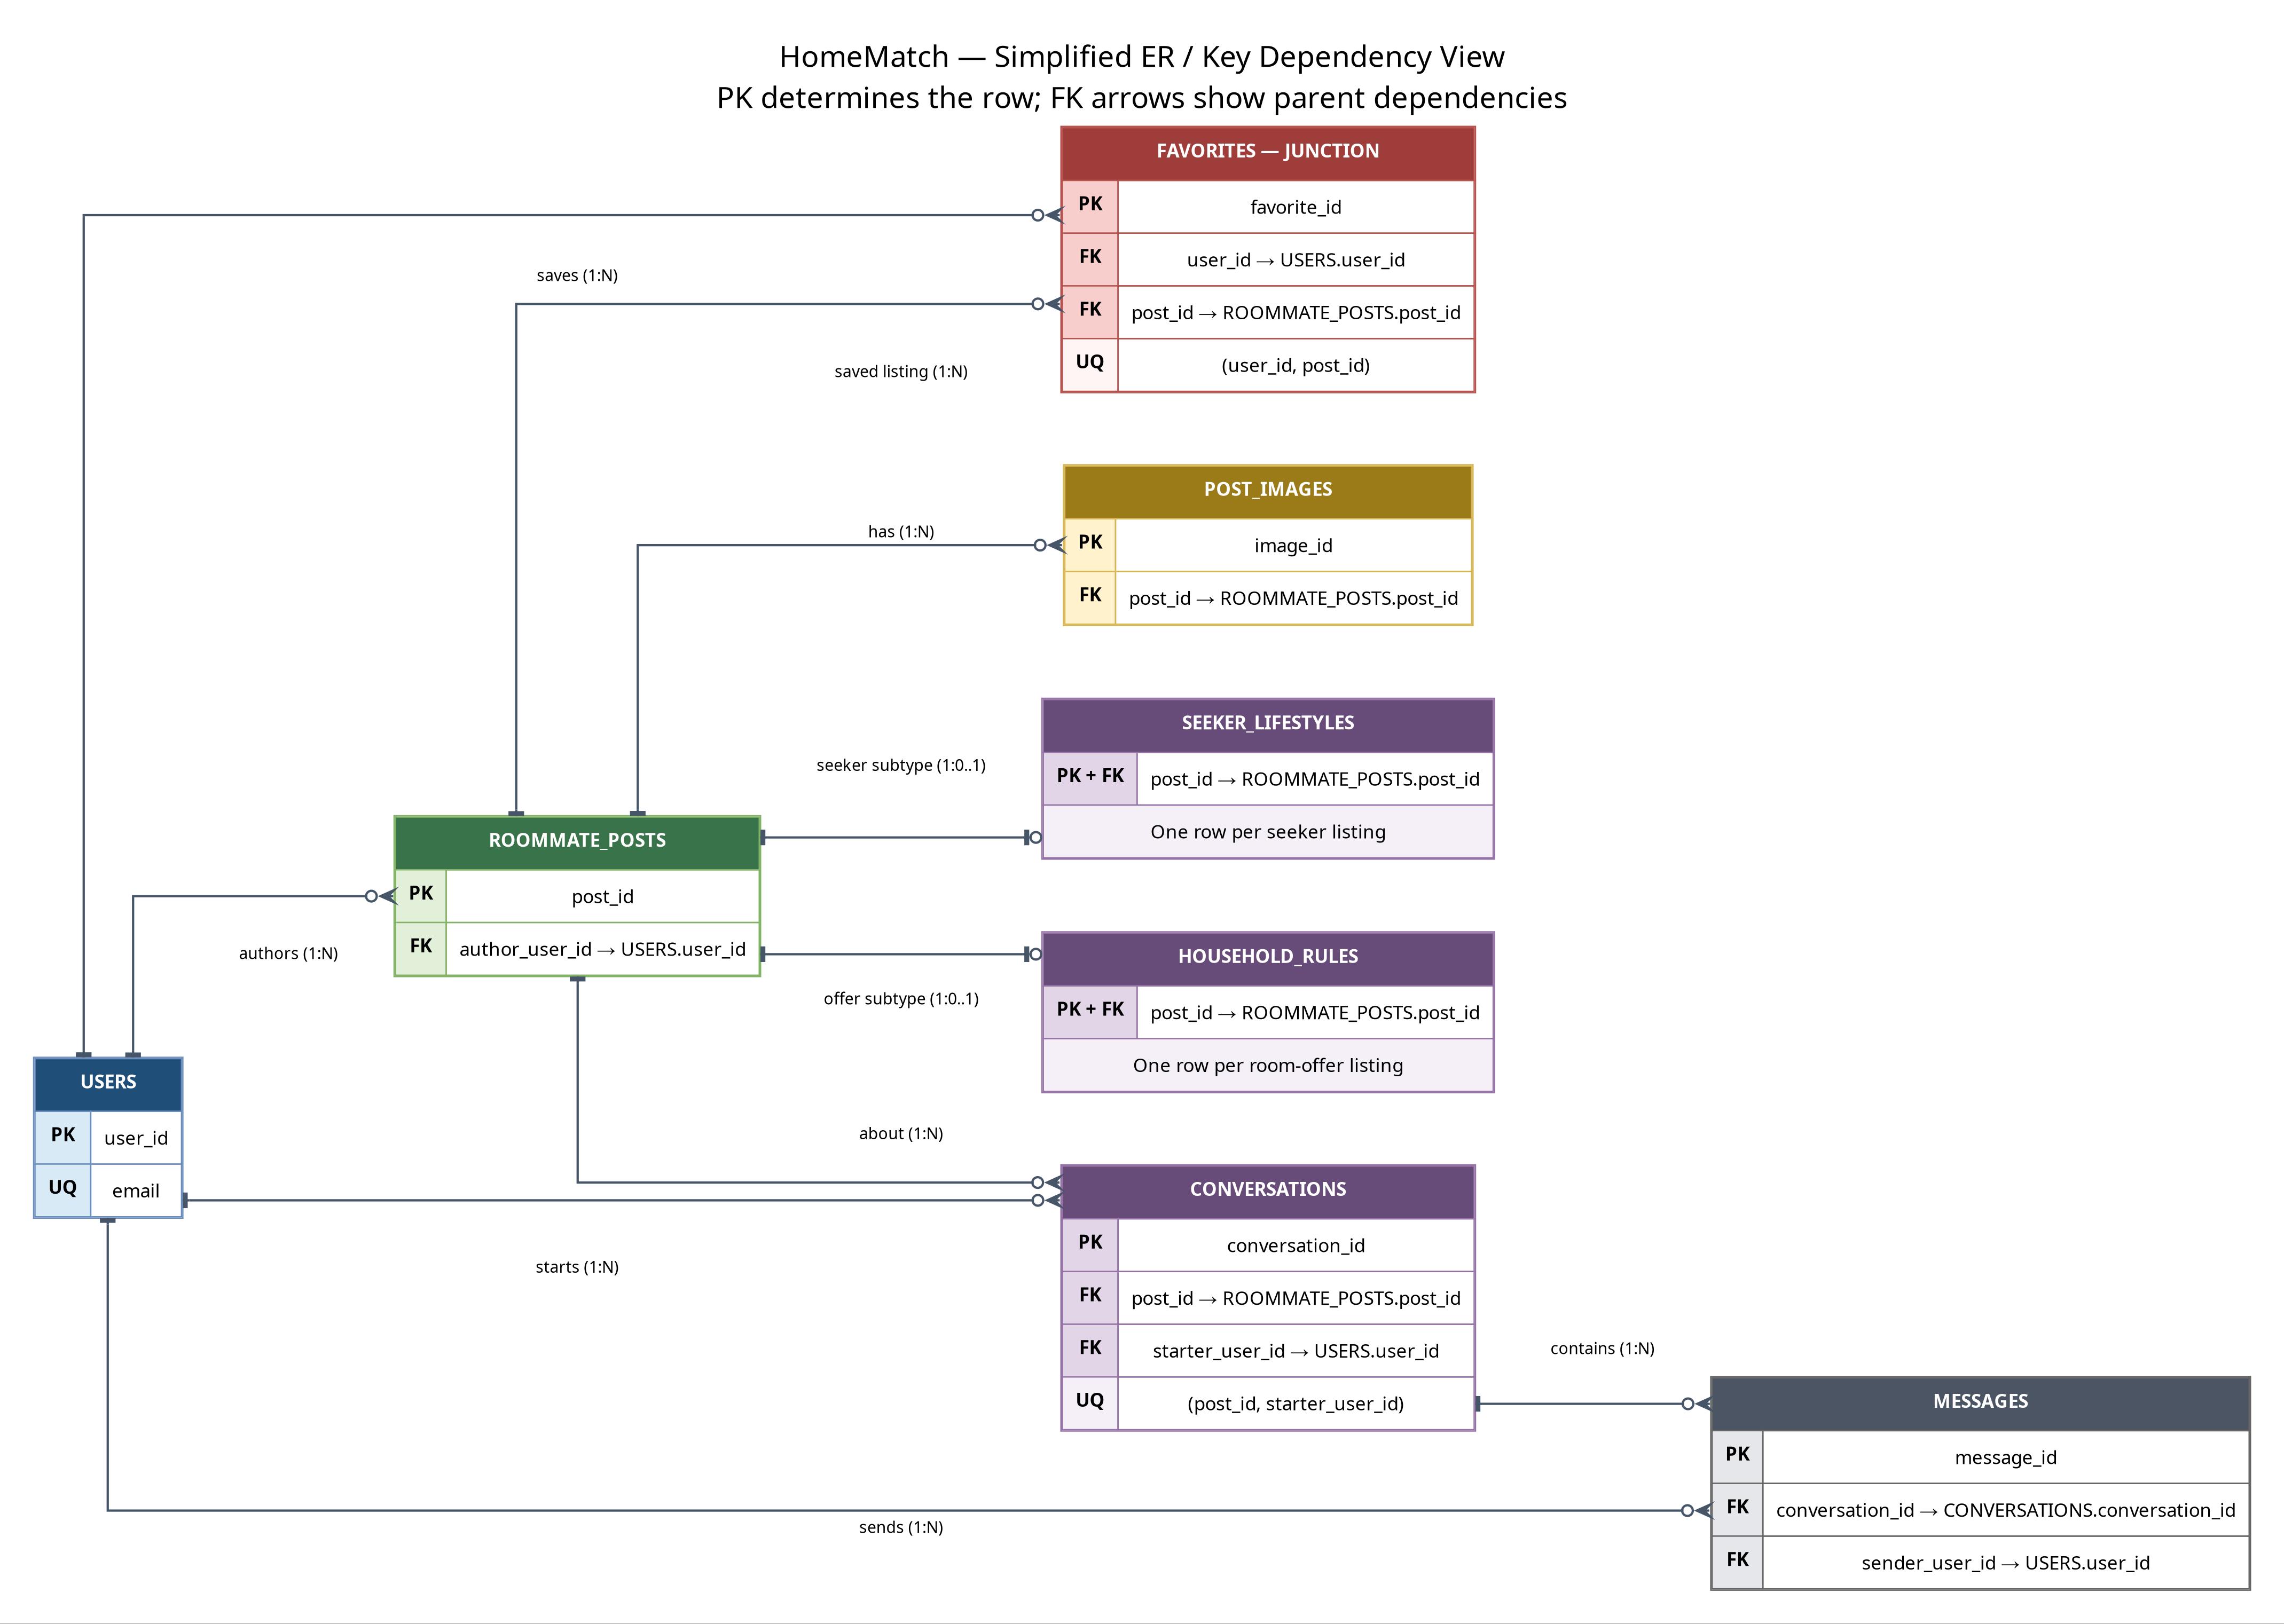 HomeMatch — Simplified ER / Key Dependency View
PK determines the row; FK arrows show parent dependencies
FAVORITES — JUNCTION
PK favorite_id
FK user_id → USERS.user_id
FK post_id → ROOMMATE_POSTS.post_id
UQ (user_id, post_id)
saves (1:N)
saved listing (1:N)
POST_IMAGES
PK image_id
FK post_id → ROOMMATE_POSTS.post_id
has (1:N)
SEEKER_LIFESTYLES
PK + FK post_id → ROOMMATE_POSTS.post_id
One row per seeker listing
seeker subtype (1:0..1)
ROOMMATE_POSTS
PK post_id
FK author_user_id → USERS.user_id
authors (1:N)
HOUSEHOLD_RULES
PK + FK post_id → ROOMMATE_POSTS.post_id
One row per room-offer listing
offer subtype (1:0..1)
USERS
PK user_id
UQ email
about (1:N)
starts (1:N)
CONVERSATIONS
PK conversation_id
FK post_id → ROOMMATE_POSTS.post_id
FK starter_user_id → USERS.user_id
UQ (post_id, starter_user_id)
contains (1:N)
MESSAGES
PK message_id
FK conversation_id → CONVERSATIONS.conversation_id
FK sender_user_id → USERS.user_id
sends (1:N)